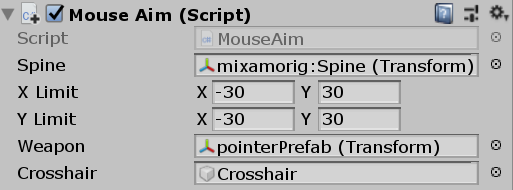 Mouse Aim (Script)
Script MouseAim
Spine mixamorig:Spine (Transform)
X Limit X -30 Y 30
Y Limit X -30 Y 30
Weapon pointerPrefab (Transform)
Crosshair Crosshair